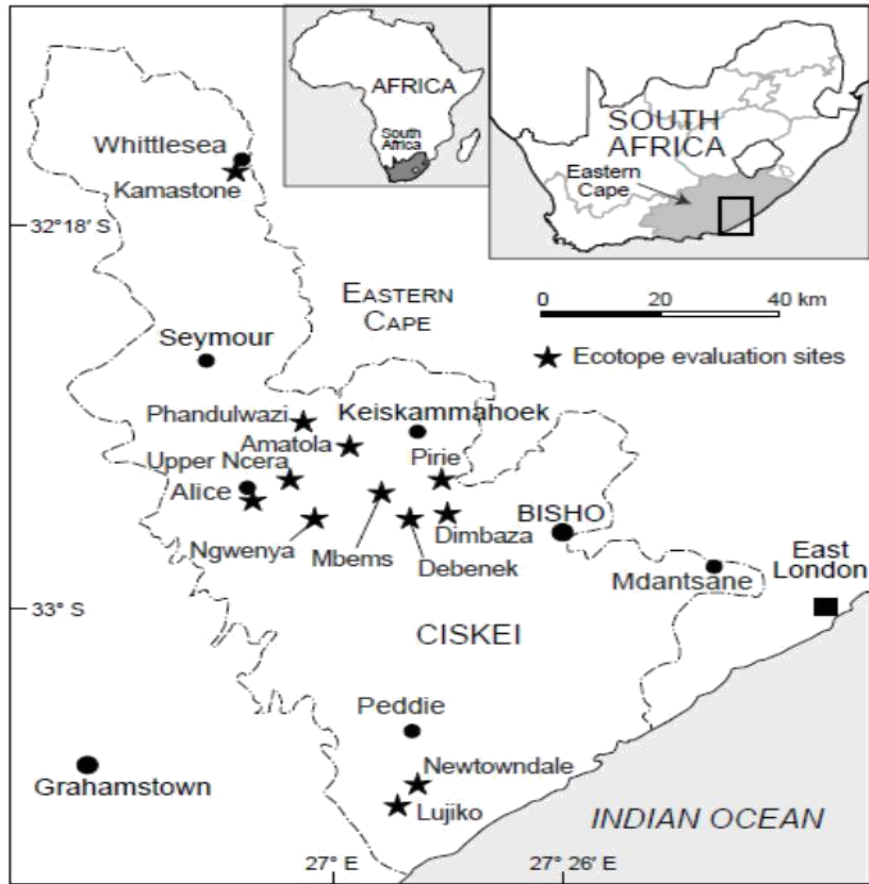 AFRICA
South
Africa
SOUTH
AFRICA
Eastern
Cape
Whittlesea
Kamastone
32° 18′ S
EASTERN
CAPE
0 20 40 km
Seymour
Ecotope evaluation sites
Phandulwazi
Keiskammahoek
Amatola
Upper Ncera
Pirie
Alice
BISHO
Ngwenya
Mbems
Dimbaza
Debenek
East
London
Mdantsane
33° S
CISKEI
Peddie
Newtowndale
Grahamstown
Lujiko
INDIAN OCEAN
27° E
27° 26′ E